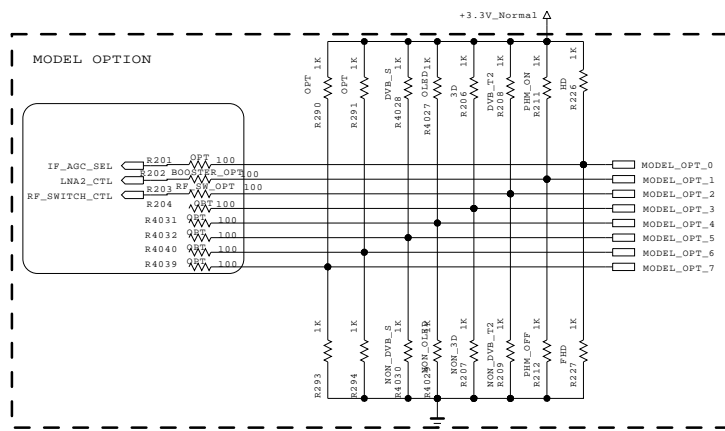 +3.3V_Normal
MODEL OPTION
OPT 1K R290
OPT 1K R291
DVB_S 1K R4028
OLED 1K R4027
3D 1K R206
DVB_T2 1K R208
PHM_ON 1K R211
HD 1K R226
IF_AGC_SEL R201 OPT 100 MODEL_OPT_0
LNA2_CTL R202 BOOSTER_OPT 100 MODEL_OPT_1
RF_SWITCH_CTL R203 RF_SW_OPT 100 MODEL_OPT_2
R204 OPT 100 MODEL_OPT_3
R4031 OPT 100 MODEL_OPT_4
R4032 OPT 100 MODEL_OPT_5
R4040 OPT 100 MODEL_OPT_6
R4039 OPT 100 MODEL_OPT_7
1K R293
1K R294
NON_DVB_S 1K R4030
NON_OLED 1K R4029
NON_3D 1K R207
NON_DVB_T2 1K R209
PHM_OFF 1K R212
FHD 1K R227